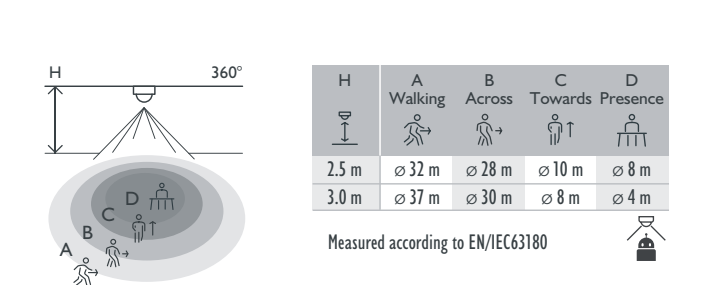 H 360°
D
C
B
A
H A B C D
Walking Across Towards Presence
2.5 m ⌀ 32 m ⌀ 28 m ⌀ 10 m ⌀ 8 m
3.0 m ⌀ 37 m ⌀ 30 m ⌀ 8 m ⌀ 4 m
Measured according to EN/IEC63180